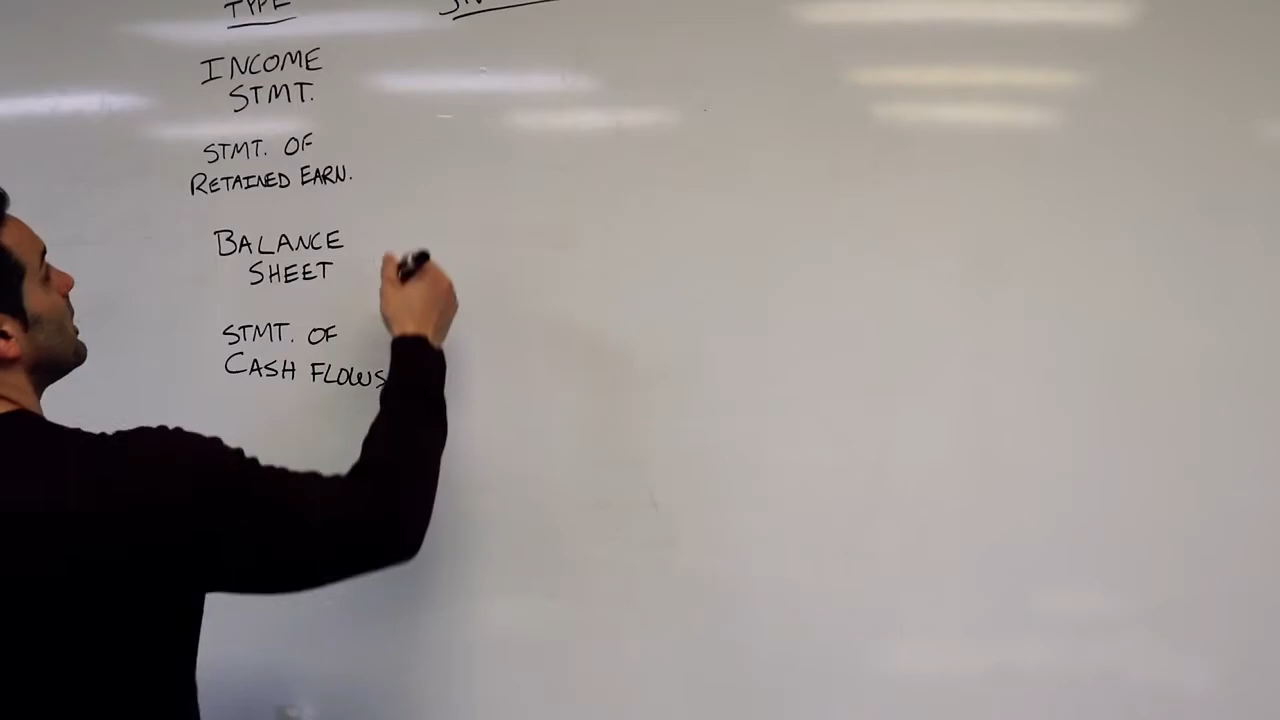 TYPE
INCOME
STMT.
STMT. OF
RETAINED EARN.
BALANCE
SHEET
STMT. OF
CASH FLOWS